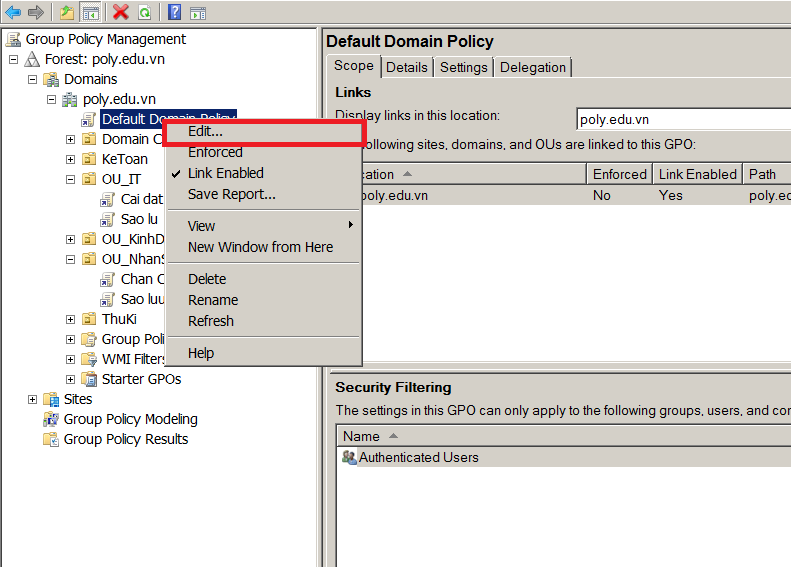 Group Policy Management
Forest: poly.edu.vn
Domains
poly.edu.vn
Default Domain Policy
Domain C
KeToan
OU_IT
Cai dat
Sao lu
OU_KinhD
OU_NhanS
Chan C
Sao luu
ThuKi
Group Poli
WMI Filters
Starter GPOs
Sites
Group Policy Modeling
Group Policy Results
Edit...
Enforced
Link Enabled
Save Report...
View
New Window from Here
Delete
Rename
Refresh
Help
Default Domain Policy
Scope Details Settings Delegation
Links
Display links in this location: poly.edu.vn
following sites, domains, and OUs are linked to this GPO:
cation Enforced Link Enabled Path
poly.edu.vn No Yes poly.ed
Security Filtering
The settings in this GPO can only apply to the following groups, users, and con
Name
Authenticated Users